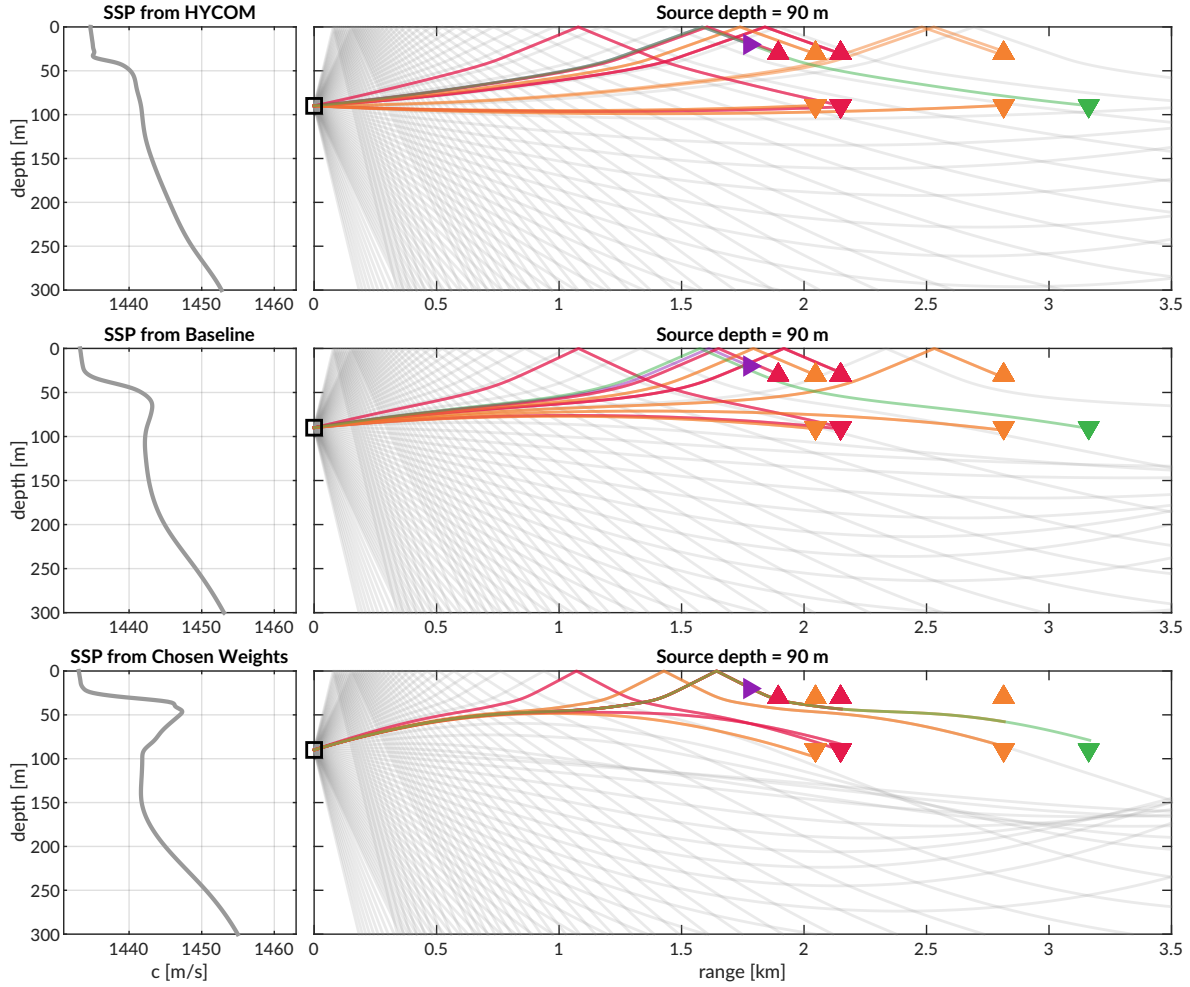 SSP from HYCOM
Source depth = 90 m
0
50
100
150
200
250
300
depth [m]
1440 1450 1460
0 0.5 1 1.5 2 2.5 3 3.5
SSP from Baseline
Source depth = 90 m
0
50
100
150
200
250
300
depth [m]
1440 1450 1460
0 0.5 1 1.5 2 2.5 3 3.5
SSP from Chosen Weights
Source depth = 90 m
0
50
100
150
200
250
300
depth [m]
1440 1450 1460
0 0.5 1 1.5 2 2.5 3 3.5
c [m/s]
range [km]